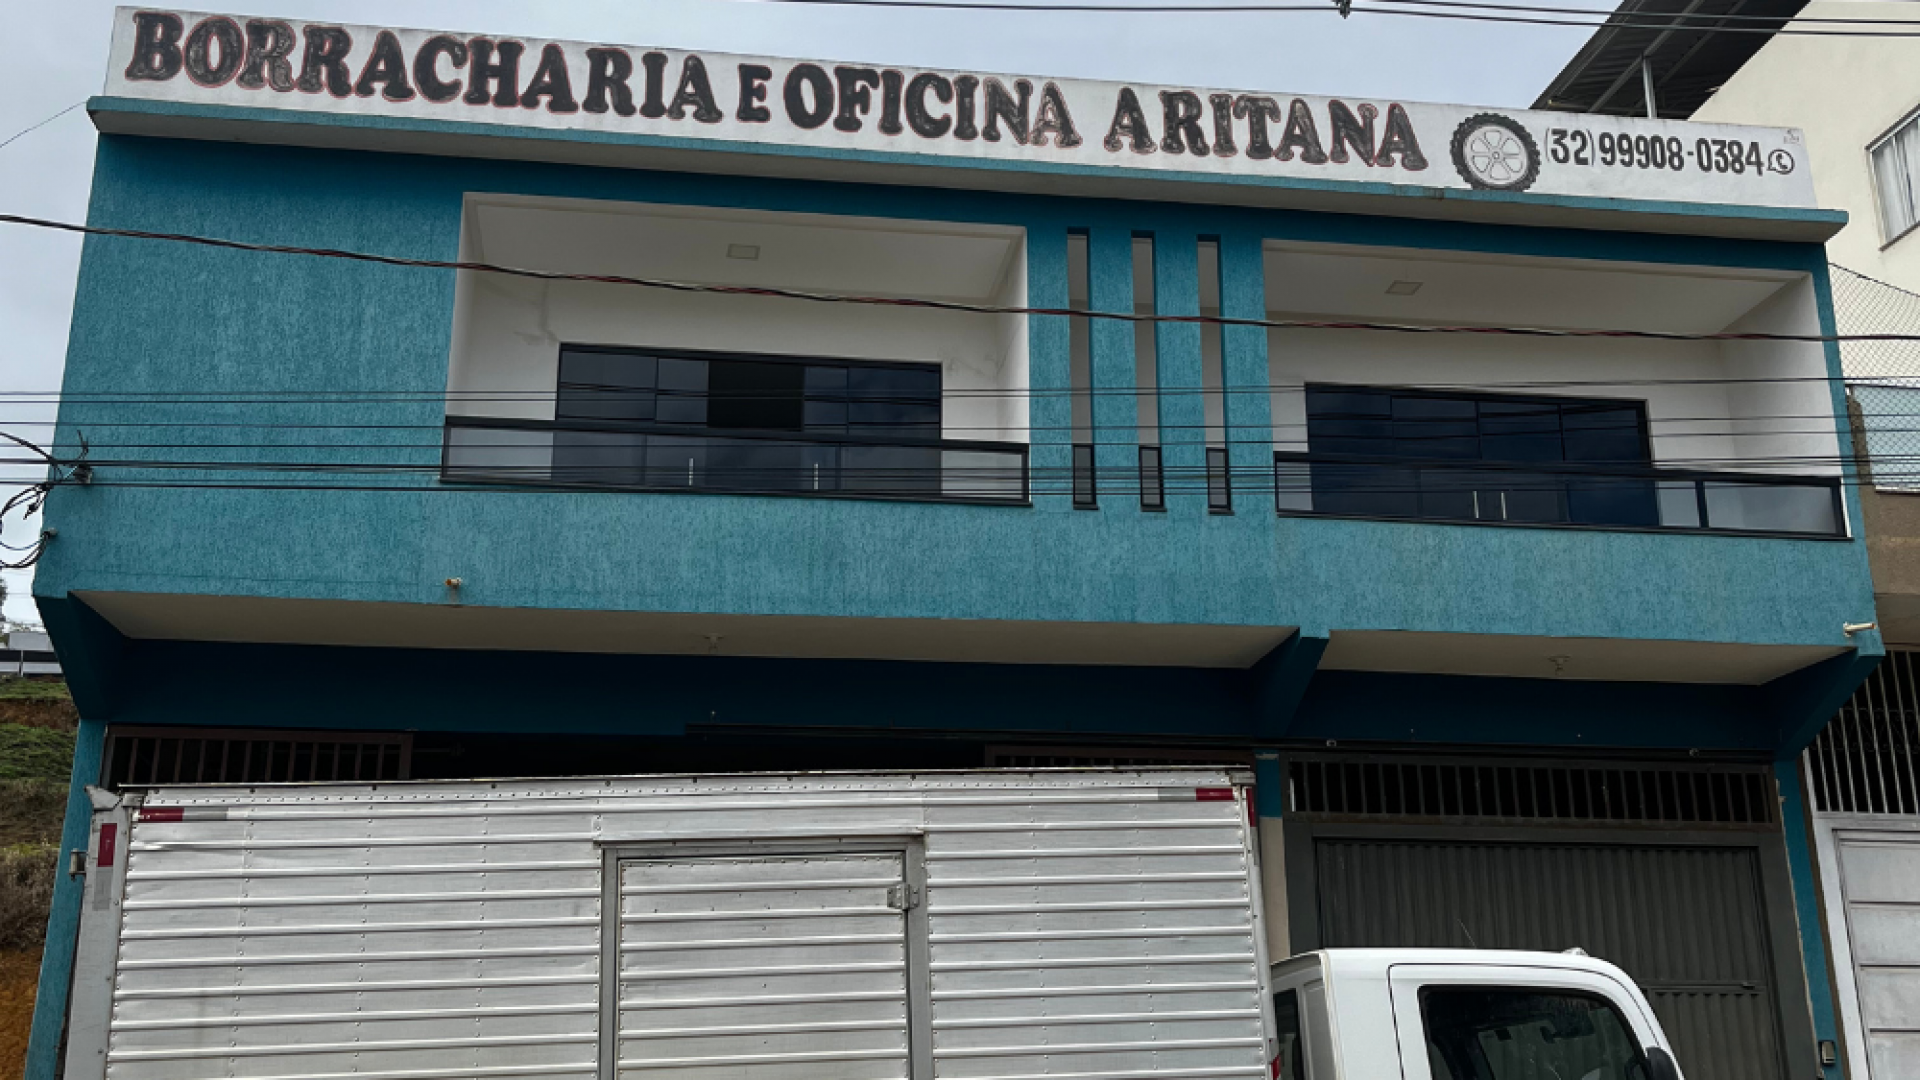 BORRACHARIA E OFICINA ARITANA (32)99908-0384